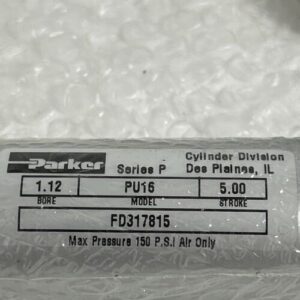 Parker Series P Cylinder Division
Des Plaines, IL
1.12 PU16 5.00
BORE MODEL STROKE
FD317815
Max Pressure 150 P.S.I Air Only